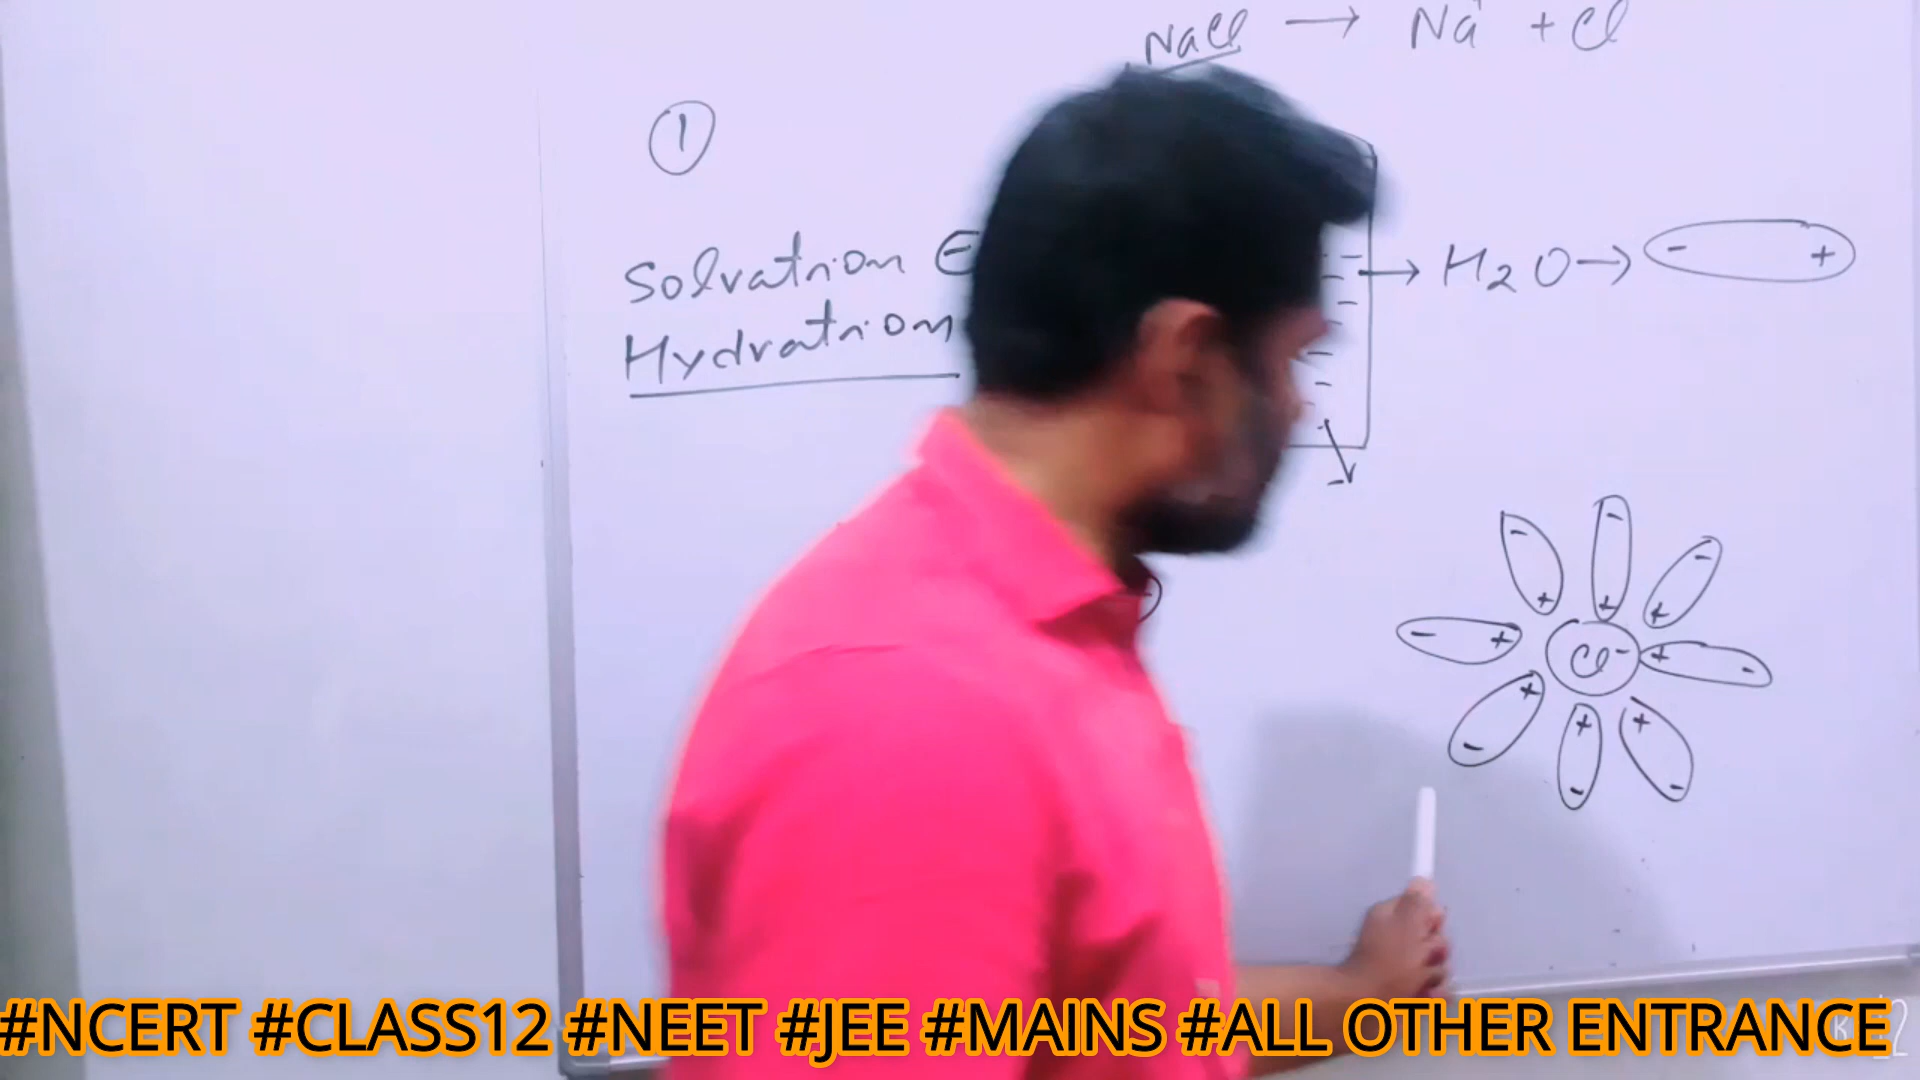 NaCl → Na+ + Cl
1
Solvation E
Hydration
→ H2O → - +
- - -
+ + +
- + Cl- + -
+ + +
- - -
#NCERT #CLASS12 #NEET #JEE #MAINS #ALL OTHER ENTRANCE